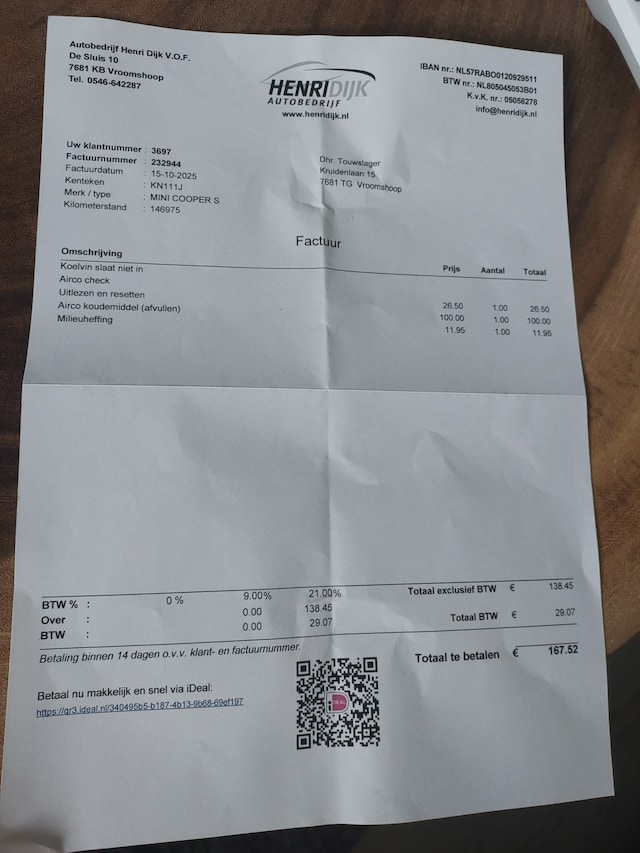 Autobedrijf Henri Dijk V.O.F.
De Sluis 10
7681 KB Vroomshoop
Tel. 0546-642287
HENRIDIJK
AUTOBEDRIJF
www.henridijk.nl
IBAN nr.: NL57RABO0120929511
BTW nr.: NL805045053B01
K.v.K. nr.: 05058278
info@henridijk.nl
Uw klantnummer : 3697
Factuurnummer : 232944
Factuurdatum : 15-10-2025
Kenteken : KN111J
Merk / type : MINI COOPER S
Kilometerstand : 146975
Dhr. Touwslager
Kruidenlaan 15
7681 TG Vroomshoop
Factuur
Omschrijving Prijs Aantal Totaal
Koelvin slaat niet in
Airco check
Uitlezen en resetten 26.50 1.00 26.50
Airco koudemiddel (afvullen) 100.00 1.00 100.00
Milieuheffing 11.95 1.00 11.95
BTW % : 0 % 9.00% 21.00% Totaal exclusief BTW € 138.45
Over : 0.00 138.45
BTW : 0.00 29.07 Totaal BTW € 29.07
Betaling binnen 14 dagen o.v.v. klant- en factuurnummer.
Totaal te betalen € 167.52
Betaal nu makkelijk en snel via iDeal:
https://qr3.ideal.nl/340495b5-b187-4b13-9b68-69ef197
iDEAL